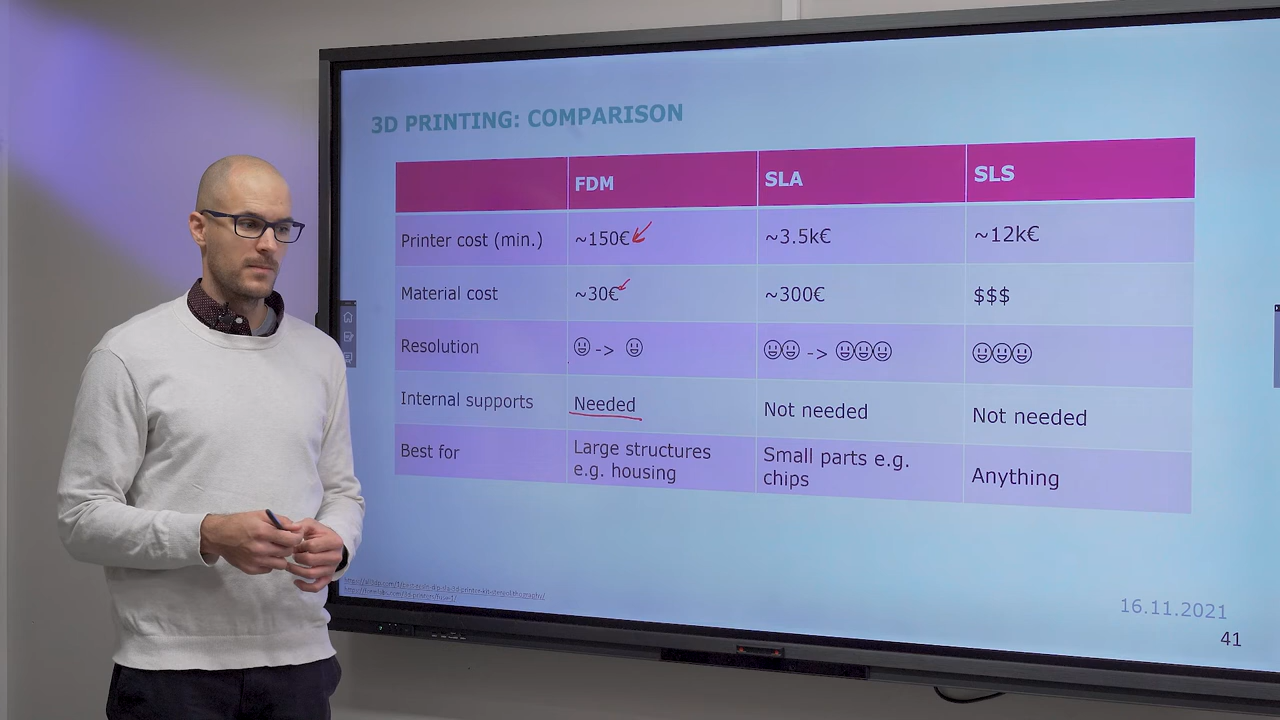 3D PRINTING: COMPARISON
FDM SLA SLS
Printer cost (min.) ~150€ ~3.5k€ ~12k€
Material cost ~30€ ~300€ $$$
Resolution -> ->
Internal supports Needed Not needed Not needed
Best for Large structures
e.g. housing Small parts e.g.
chips Anything
16.11.2021
41